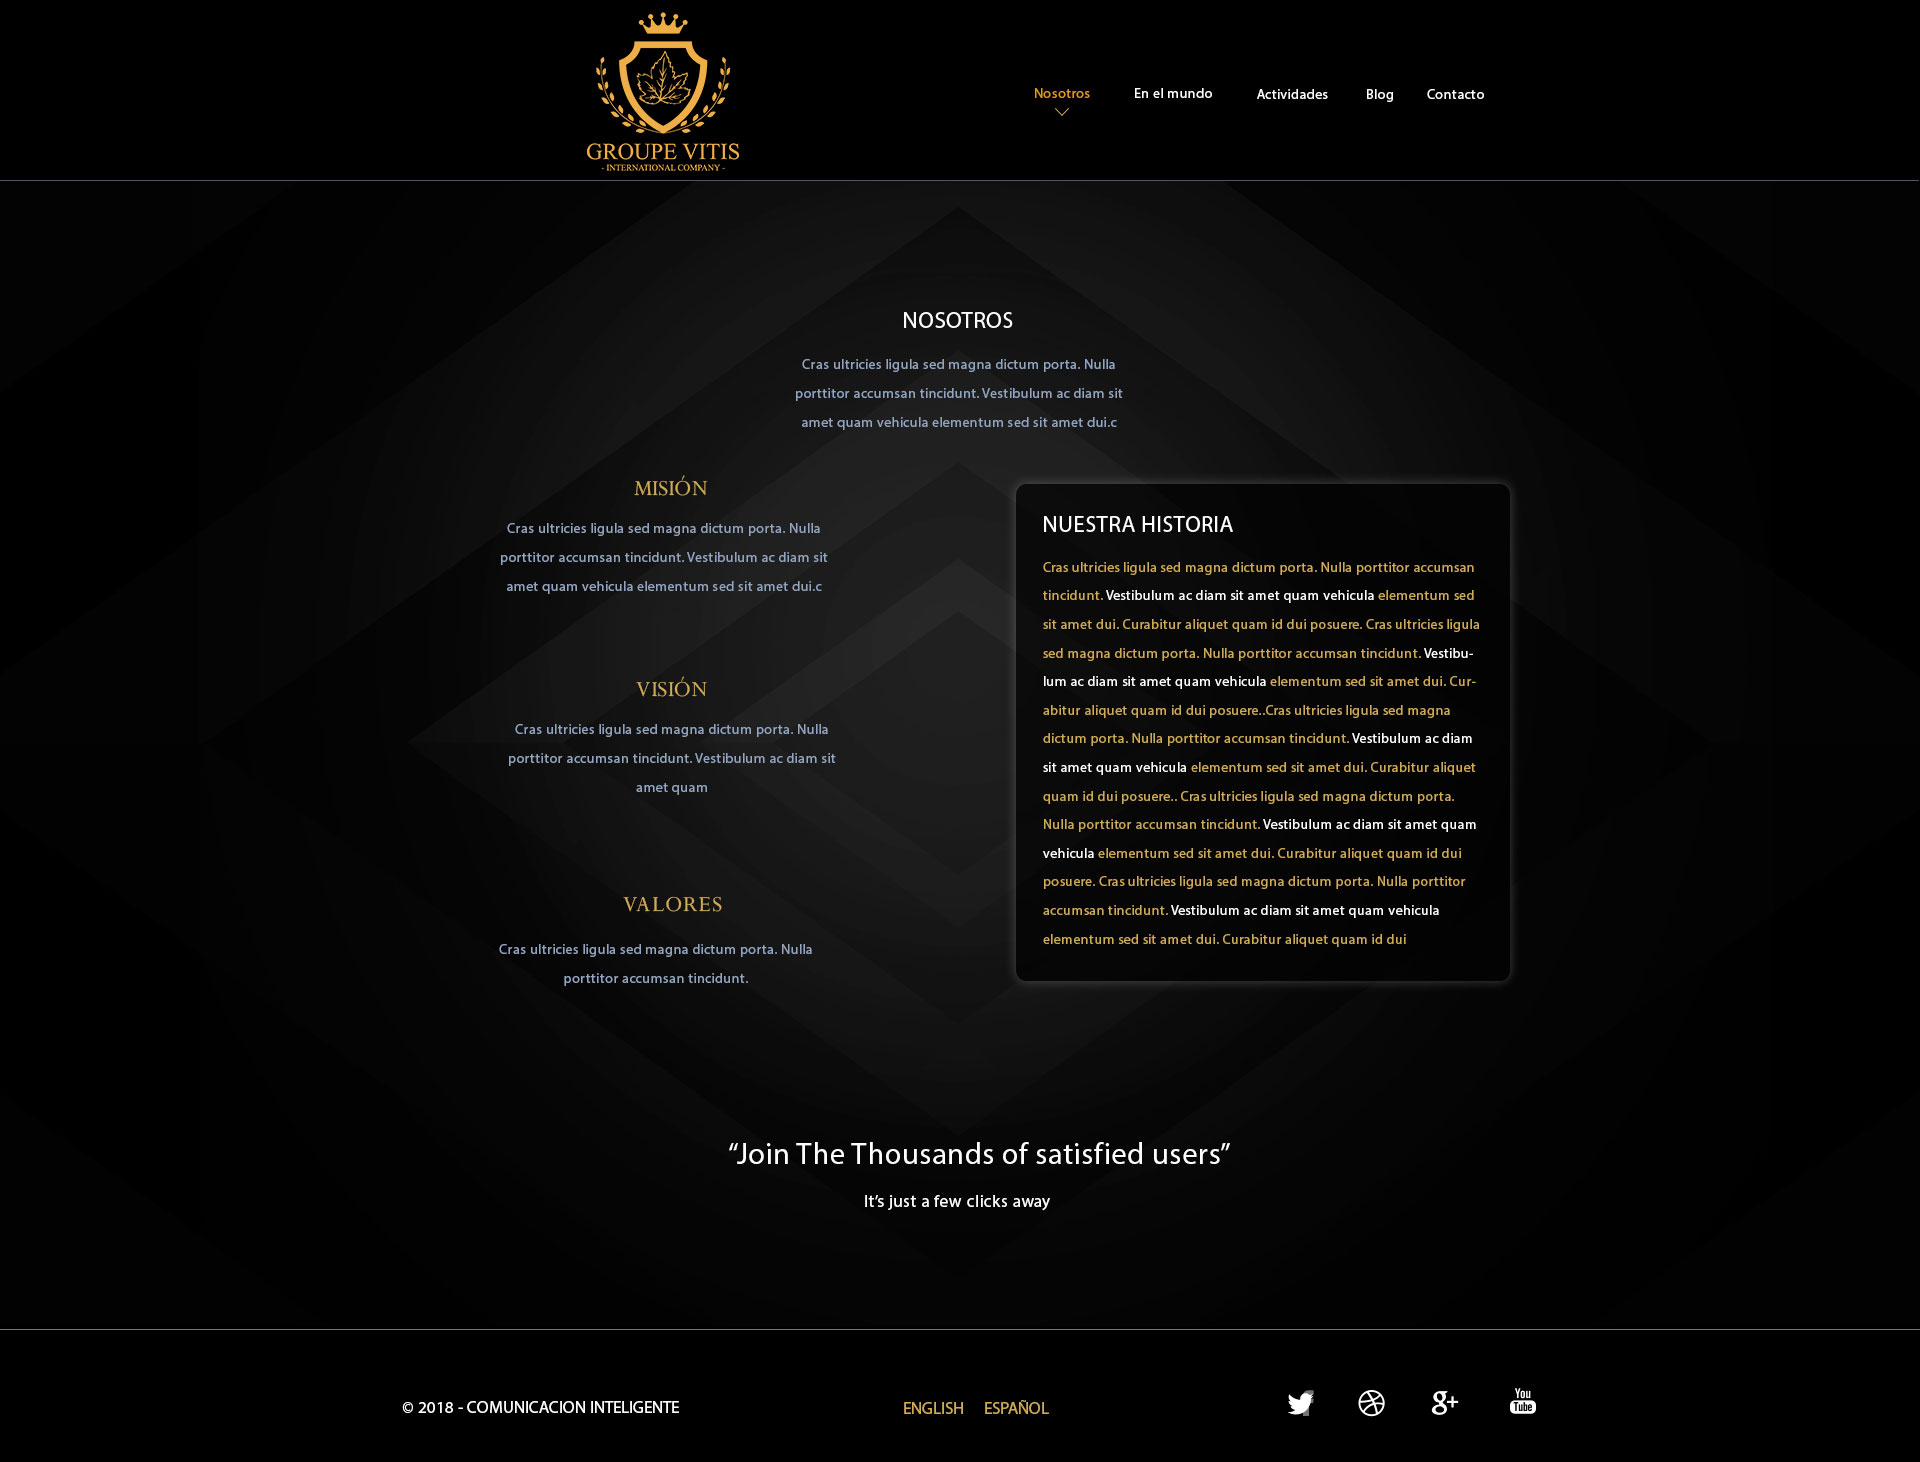 GROUPE VITIS
- INTERNATIONAL COMPANY -
Nosotros
En el mundo
Actividades
Blog
Contacto
NOSOTROS
Cras ultricies ligula sed magna dictum porta. Nulla
porttitor accumsan tincidunt. Vestibulum ac diam sit
amet quam vehicula elementum sed sit amet dui.c
MISIÓN
Cras ultricies ligula sed magna dictum porta. Nulla
porttitor accumsan tincidunt. Vestibulum ac diam sit
amet quam vehicula elementum sed sit amet dui.c
VISIÓN
Cras ultricies ligula sed magna dictum porta. Nulla
porttitor accumsan tincidunt. Vestibulum ac diam sit
amet quam
VALORES
Cras ultricies ligula sed magna dictum porta. Nulla
porttitor accumsan tincidunt.
NUESTRA HISTORIA
Cras ultricies ligula sed magna dictum porta. Nulla porttitor accumsan
tincidunt. Vestibulum ac diam sit amet quam vehicula elementum sed
sit amet dui. Curabitur aliquet quam id dui posuere. Cras ultricies ligula
sed magna dictum porta. Nulla porttitor accumsan tincidunt. Vestibu-
lum ac diam sit amet quam vehicula elementum sed sit amet dui. Cur-
abitur aliquet quam id dui posuere..Cras ultricies ligula sed magna
dictum porta. Nulla porttitor accumsan tincidunt. Vestibulum ac diam
sit amet quam vehicula elementum sed sit amet dui. Curabitur aliquet
quam id dui posuere.. Cras ultricies ligula sed magna dictum porta.
Nulla porttitor accumsan tincidunt. Vestibulum ac diam sit amet quam
vehicula elementum sed sit amet dui. Curabitur aliquet quam id dui
posuere. Cras ultricies ligula sed magna dictum porta. Nulla porttitor
accumsan tincidunt. Vestibulum ac diam sit amet quam vehicula
elementum sed sit amet dui. Curabitur aliquet quam id dui
“Join The Thousands of satisfied users”
It’s just a few clicks away
© 2018 - COMUNICACION INTELIGENTE
ENGLISH
ESPAÑOL
g+
You
Tube